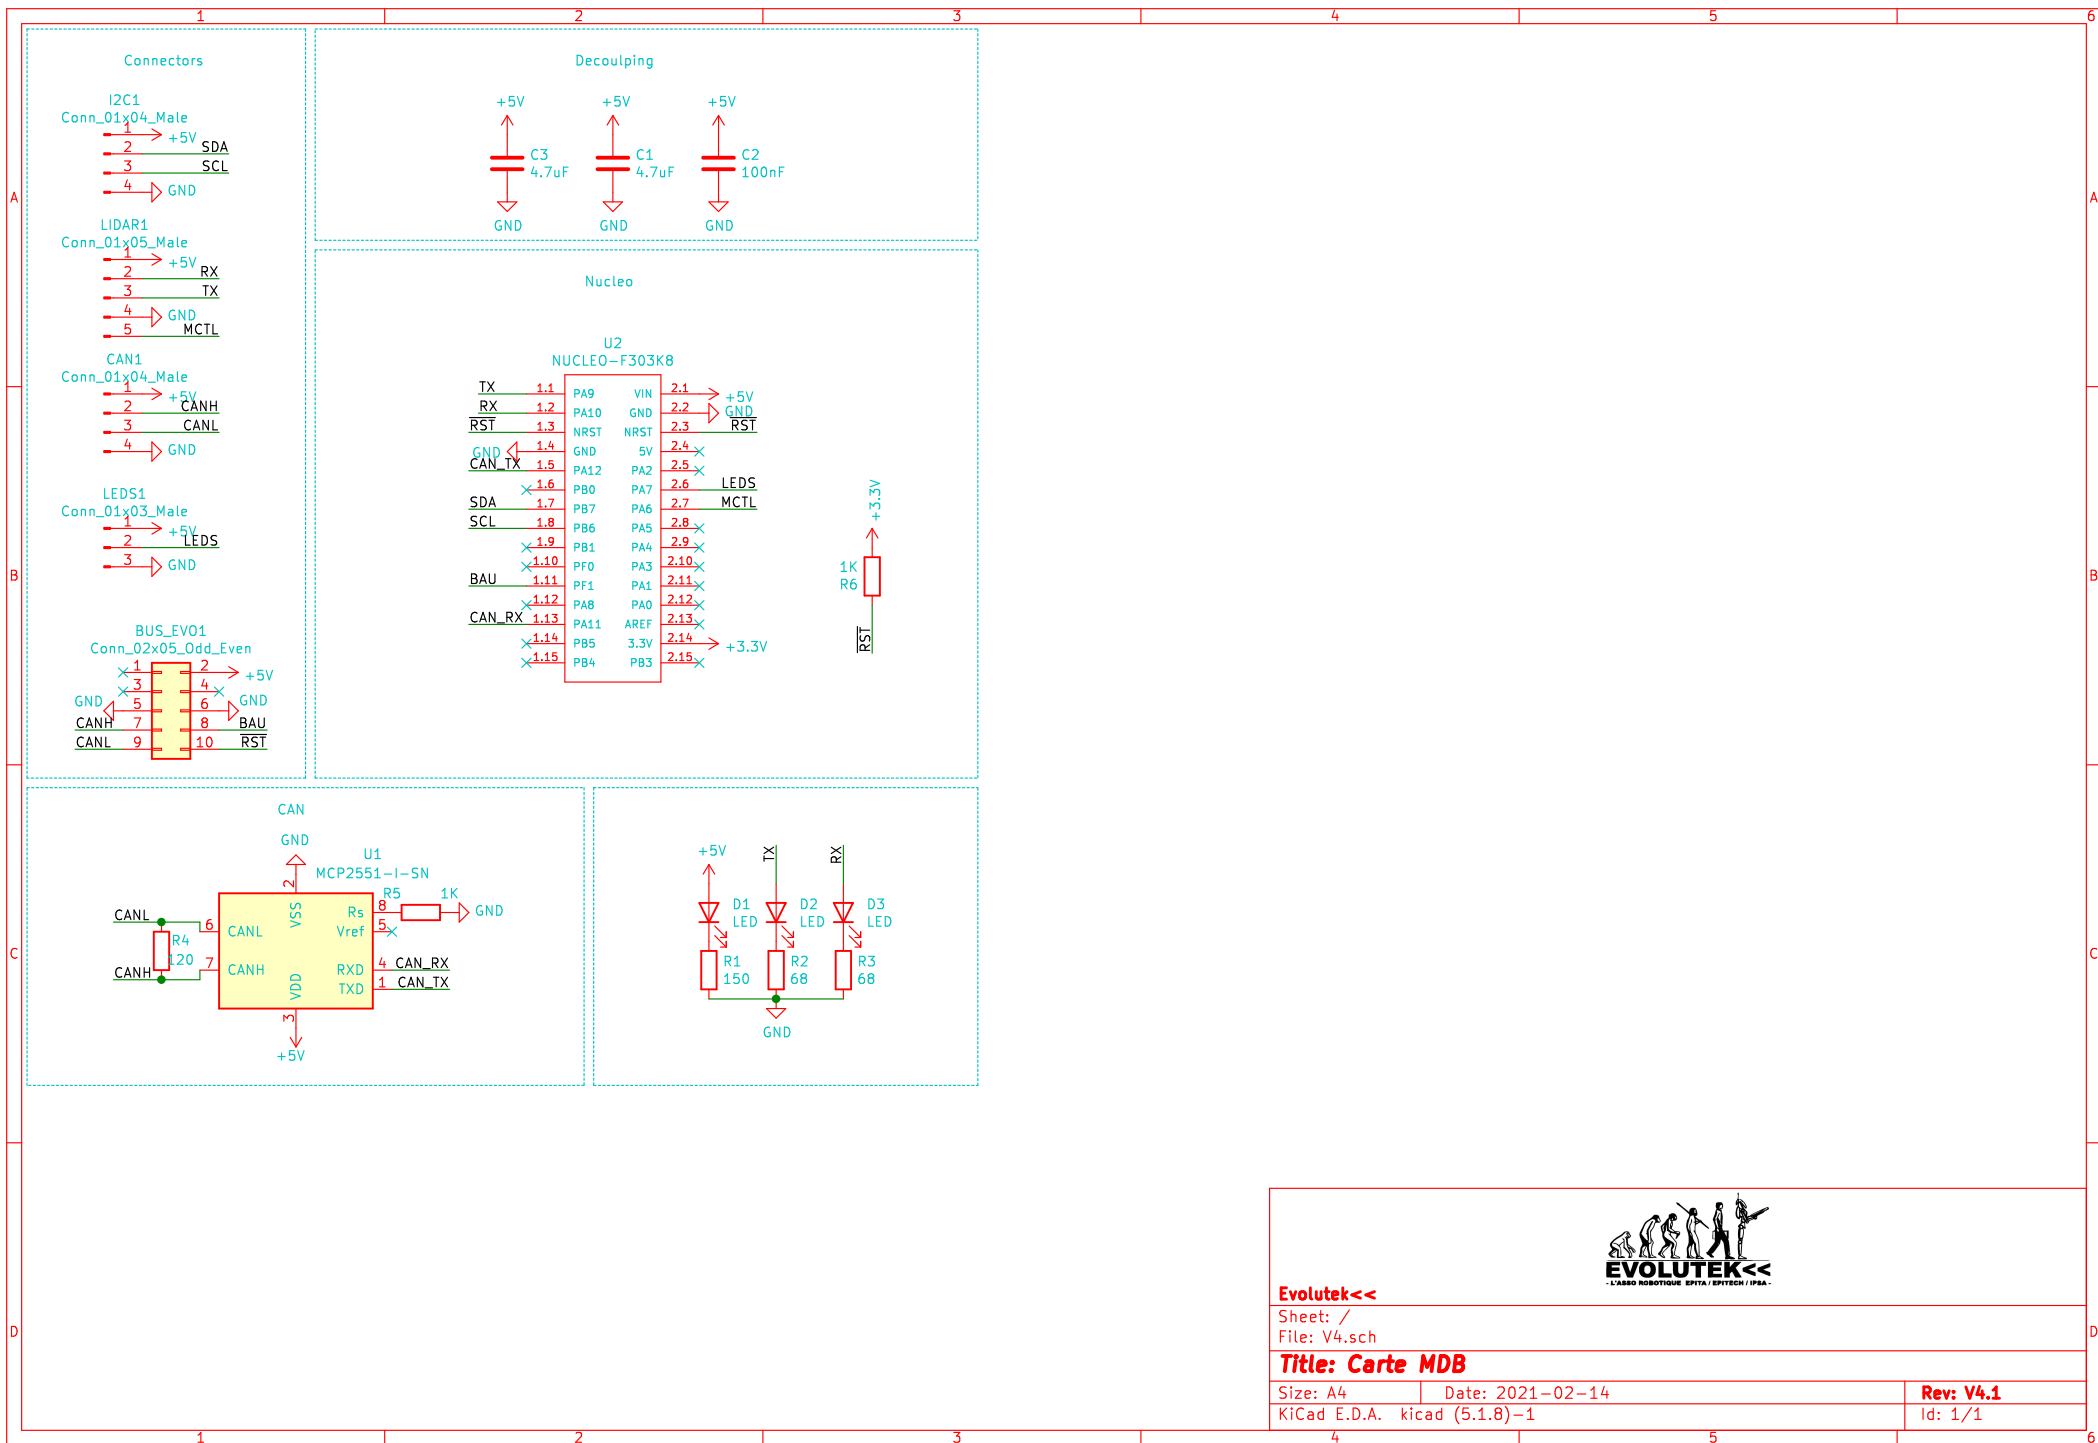 1 2 3 4 5 6
A
B
C
D
A
B
C
D
Connectors
I2C1
Conn_01x04_Male
1 +5V
2 SDA
3 SCL
4 GND
LIDAR1
Conn_01x05_Male
1 +5V
2 RX
3 TX
4 GND
5 MCTL
CAN1
Conn_01x04_Male
1 +5V
2 CANH
3 CANL
4 GND
LEDS1
Conn_01x03_Male
1 +5V
2 LEDS
3 GND
BUS_EVO1
Conn_02x05_Odd_Even
1 2 +5V
3 4
GND 5 6 GND
CANH 7 8 BAU
CANL 9 10 RST
Decoulping
+5V +5V +5V
C3 C1 C2
4.7uF 4.7uF 100nF
GND GND GND
Nucleo
U2
NUCLEO-F303K8
TX 1.1 PA9 VIN 2.1 +5V
RX 1.2 PA10 GND 2.2 GND
RST 1.3 NRST NRST 2.3 RST
GND 1.4 GND 5V 2.4
CAN_TX 1.5 PA12 PA2 2.5
1.6 PB0 PA7 2.6 LEDS
SDA 1.7 PB7 PA6 2.7 MCTL
SCL 1.8 PB6 PA5 2.8
1.9 PB1 PA4 2.9
1.10 PF0 PA3 2.10
BAU 1.11 PF1 PA1 2.11
1.12 PA8 PA0 2.12
CAN_RX 1.13 PA11 AREF 2.13
1.14 PB5 3.3V 2.14 +3.3V
1.15 PB4 PB3 2.15
+3.3V
1K
R6
RST
CAN
GND
U1
MCP2551-I-SN
2
VSS
R5 1K
Rs 8 GND
CANL
6 CANL
Vref 5
R4
120
CANH
7 CANH
RXD 4 CAN_RX
TXD 1 CAN_TX
VDD
3
+5V
+5V TX RX
D1 D2 D3
LED LED LED
R1 R2 R3
150 68 68
GND
EVOLUTEK<<
- L'ASSO ROBOTIQUE EPITA / EPITECH / IPSA -
Evolutek<<
Sheet: /
File: V4.sch
Title: Carte MDB
Size: A4 Date: 2021-02-14 Rev: V4.1
KiCad E.D.A. kicad (5.1.8)-1 Id: 1/1
1 2 3 4 5 6